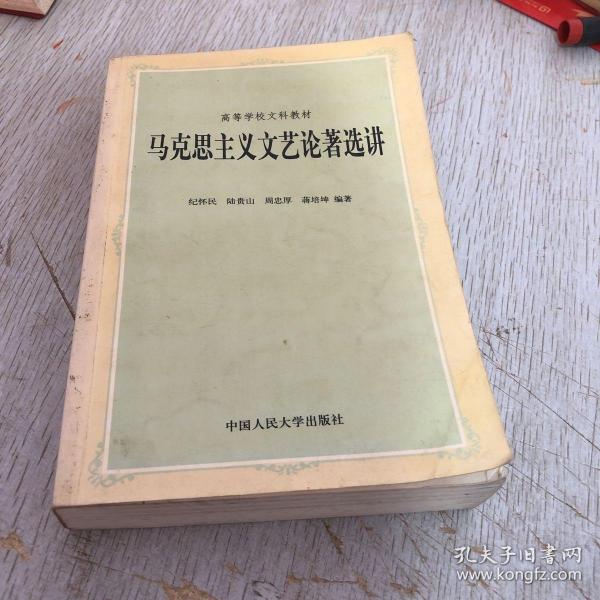 高等学校文科教材
马克思主义文艺论著选讲
纪怀民 陆贵山 周忠厚 蒋培坤 编著
中国人民大学出版社
孔夫子旧书网
www.kongfz.com